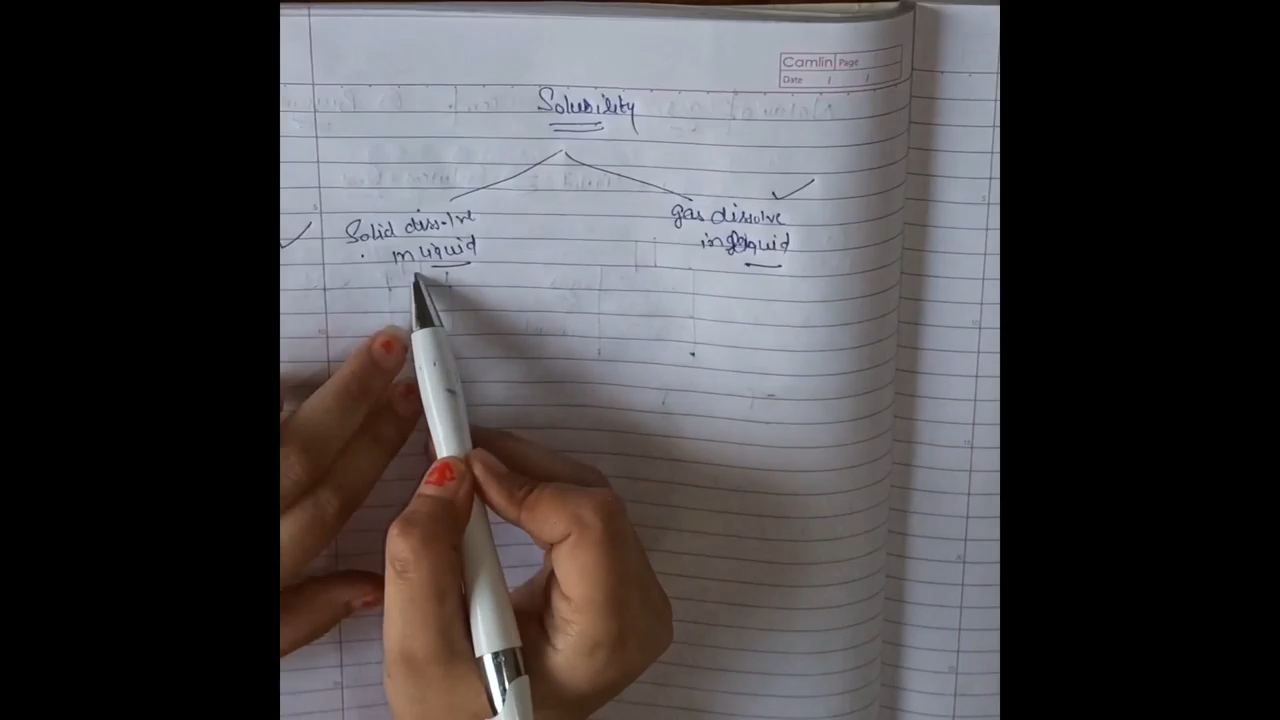 Camlin Page
Date / /
Solubility
Solid dissolve
in liquid
gas dissolve
in liquid